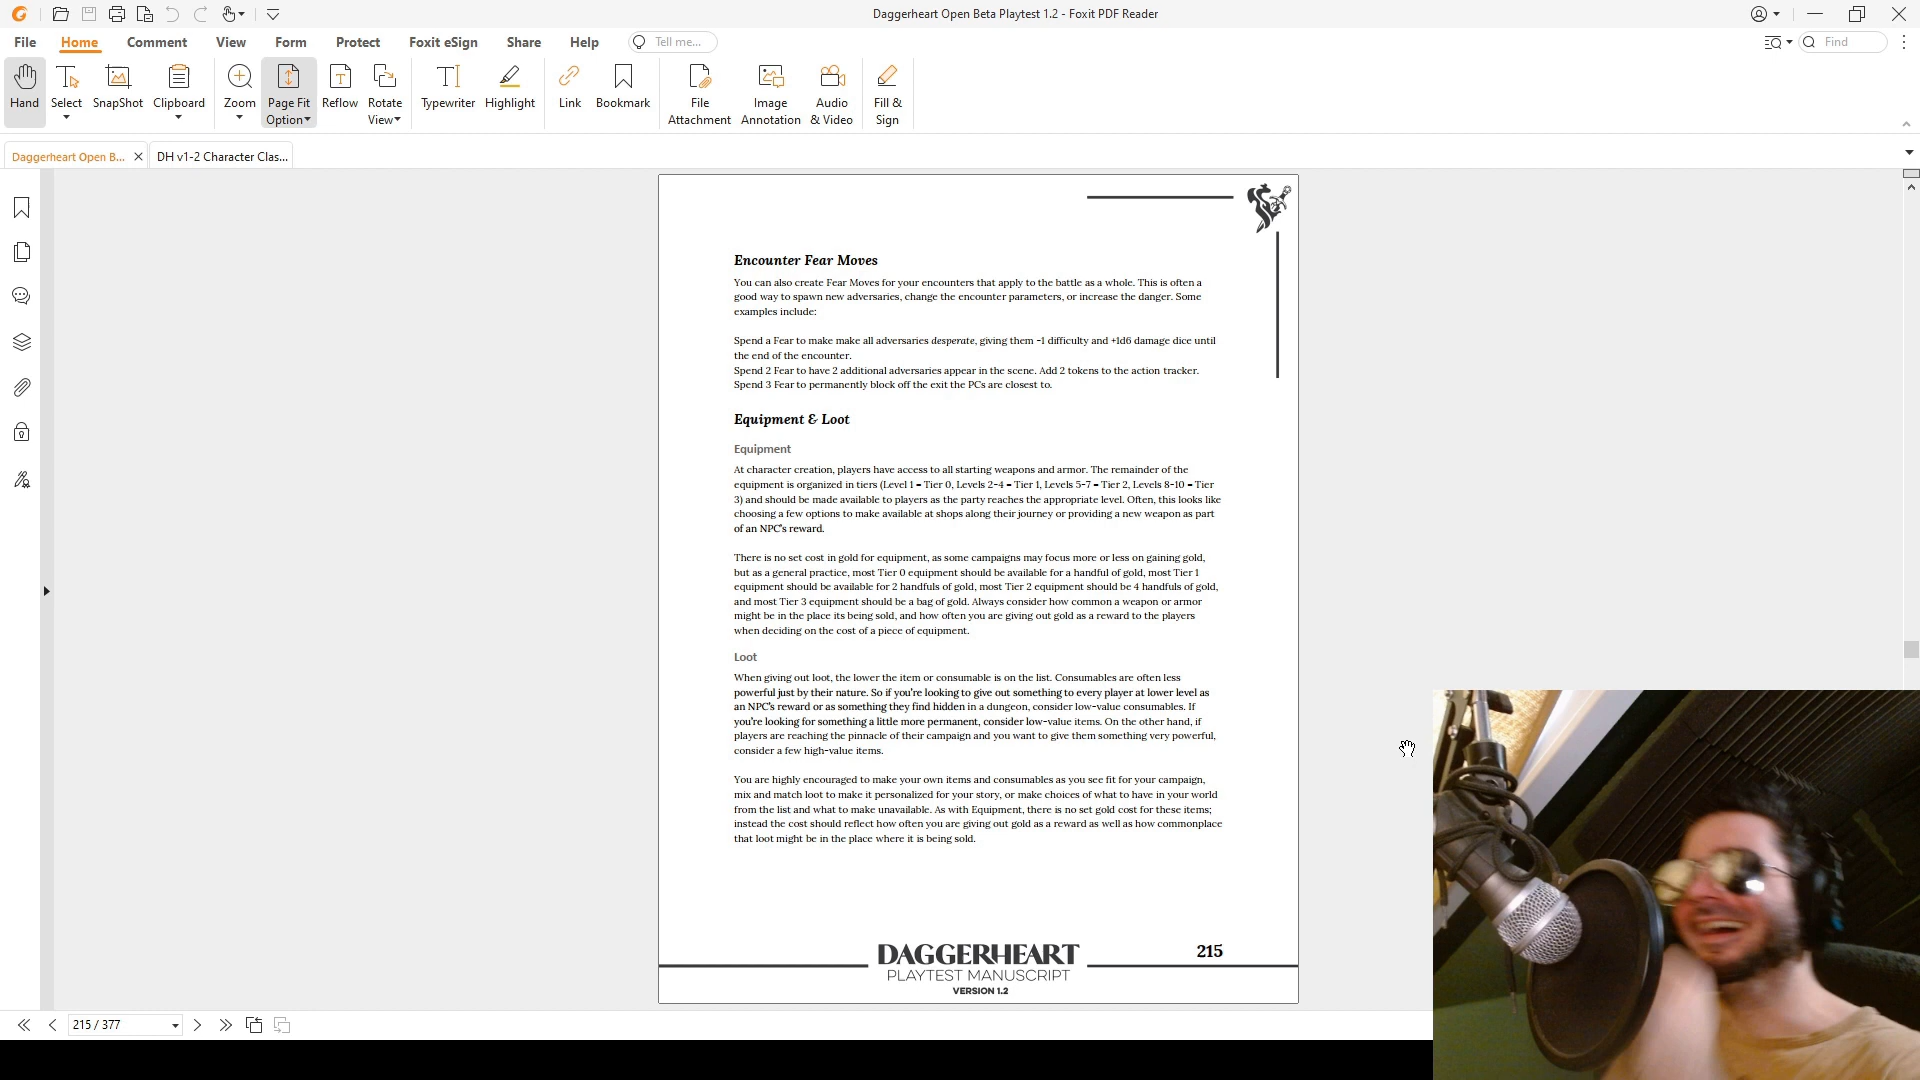 Daggerheart Open Beta Playtest 1.2 - Foxit PDF Reader
File Home Comment View Form Protect Foxit eSign Share Help Tell me... Find
Hand Select SnapShot Clipboard Zoom Page Fit Option Reflow Rotate View Typewriter Highlight Link Bookmark File Attachment Image Annotation Audio & Video Fill & Sign
Daggerheart Open B... DH v1-2 Character Clas...
Encounter Fear Moves
You can also create Fear Moves for your encounters that apply to the battle as a whole. This is often a
good way to spawn new adversaries, change the encounter parameters, or increase the danger. Some
examples include:
Spend a Fear to make make all adversaries desperate, giving them -1 difficulty and +1d6 damage dice until
the end of the encounter.
Spend 2 Fear to have 2 additional adversaries appear in the scene. Add 2 tokens to the action tracker.
Spend 3 Fear to permanently block off the exit the PCs are closest to.
Equipment & Loot
Equipment
At character creation, players have access to all starting weapons and armor. The remainder of the
equipment is organized in tiers (Level 1 = Tier 0, Levels 2-4 = Tier 1, Levels 5-7 = Tier 2, Levels 8-10 = Tier
3) and should be made available to players as the party reaches the appropriate level. Often, this looks like
choosing a few options to make available at shops along their journey or providing a new weapon as part
of an NPC's reward.
There is no set cost in gold for equipment, as some campaigns may focus more or less on gaining gold,
but as a general practice, most Tier 0 equipment should be available for a handful of gold, most Tier 1
equipment should be available for 2 handfuls of gold, most Tier 2 equipment should be 4 handfuls of gold,
and most Tier 3 equipment should be a bag of gold. Always consider how common a weapon or armor
might be in the place its being sold, and how often you are giving out gold as a reward to the players
when deciding on the cost of a piece of equipment.
Loot
When giving out loot, the lower the item or consumable is on the list. Consumables are often less
powerful just by their nature. So if you're looking to give out something to every player at lower level as
an NPC's reward or as something they find hidden in a dungeon, consider low-value consumables. If
you're looking for something a little more permanent, consider low-value items. On the other hand, if
players are reaching the pinnacle of their campaign and you want to give them something very powerful,
consider a few high-value items.
You are highly encouraged to make your own items and consumables as you see fit for your campaign,
mix and match loot to make it personalized for your story, or make choices of what to have in your world
from the list and what to make unavailable. As with Equipment, there is no set gold cost for these items;
instead the cost should reflect how often you are giving out gold as a reward as well as how commonplace
that loot might be in the place where it is being sold.
DAGGERHEART
215
PLAYTEST MANUSCRIPT
VERSION 1.2
215 / 377